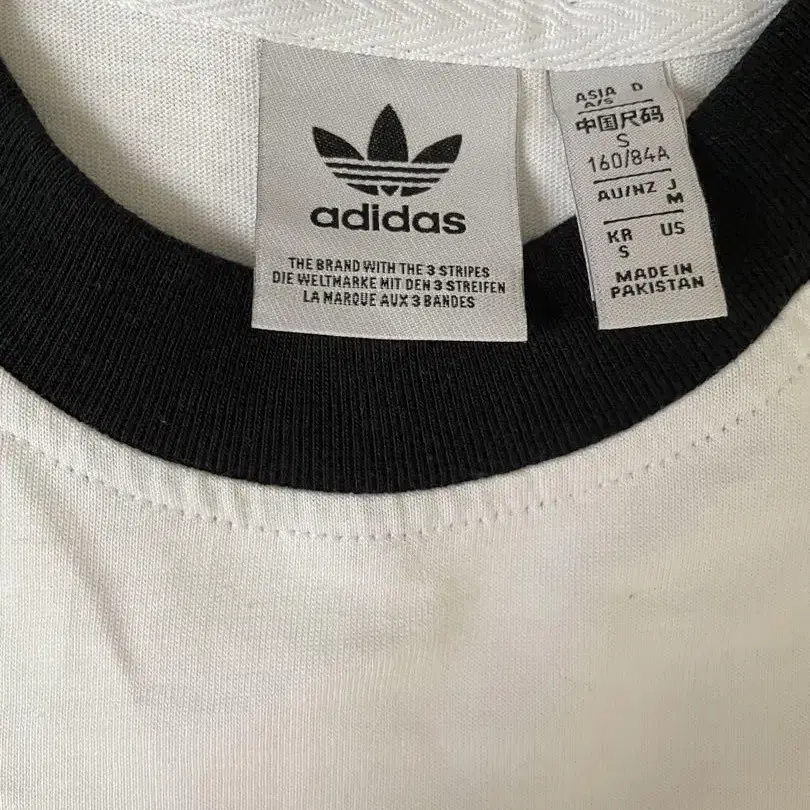 adidas
THE BRAND WITH THE 3 STRIPES
DIE WELTMARKE MIT DEN 3 STREIFEN
LA MARQUE AUX 3 BANDES
ASIA D
A/S
中国尺码
S
160/84A
AU/NZ J
M
KR US
S
MADE IN
PAKISTAN